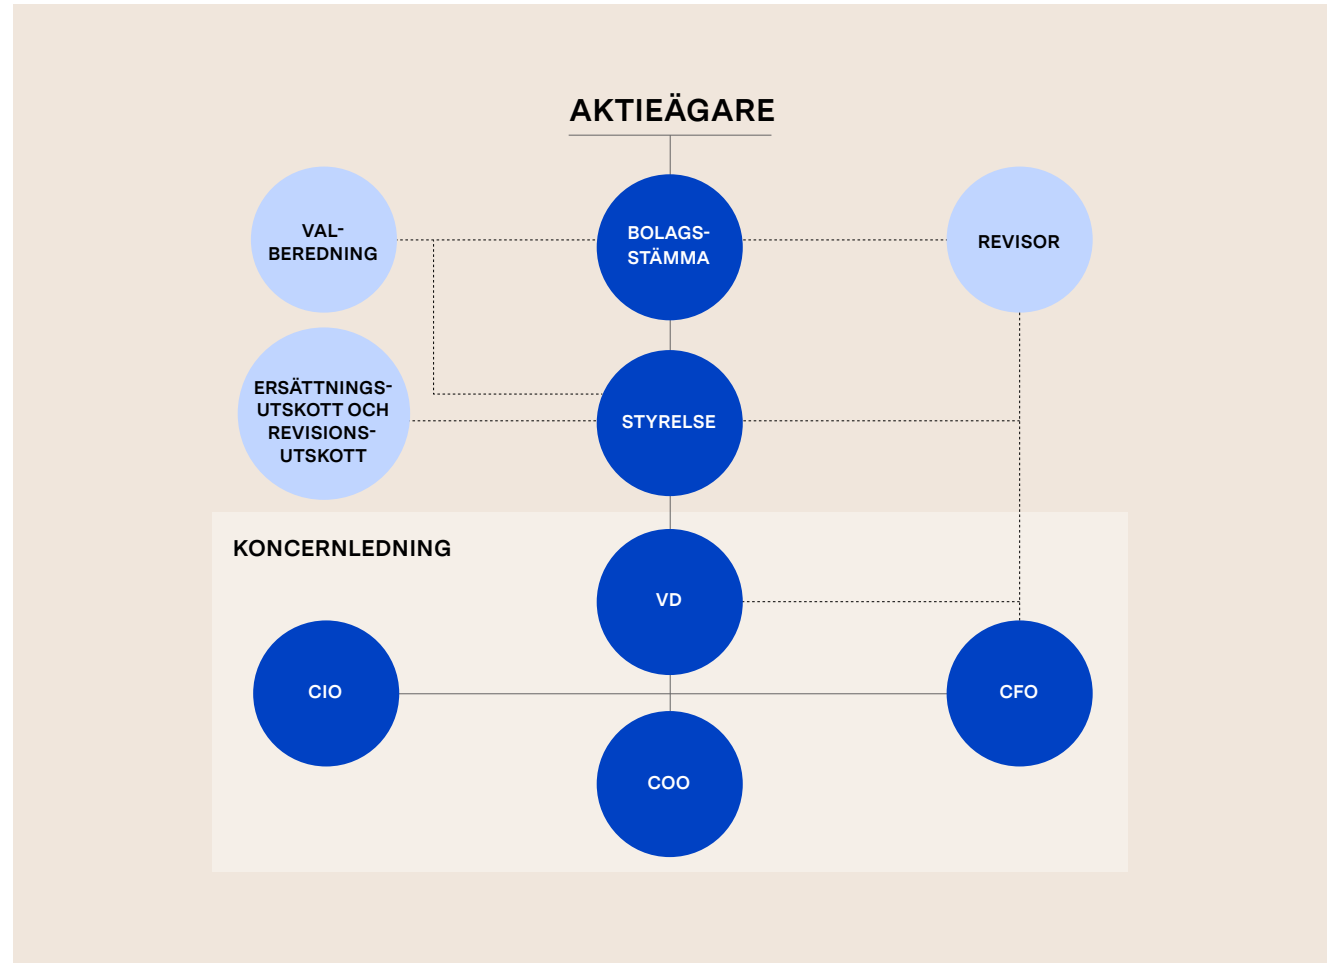 AKTIEÄGARE
VAL-
BEREDNING
BOLAGS-
STÄMMA
REVISOR
ERSÄTTNINGS-
UTSKOTT OCH
REVISIONS-
UTSKOTT
STYRELSE
KONCERNLEDNING
VD
CIO
CFO
COO